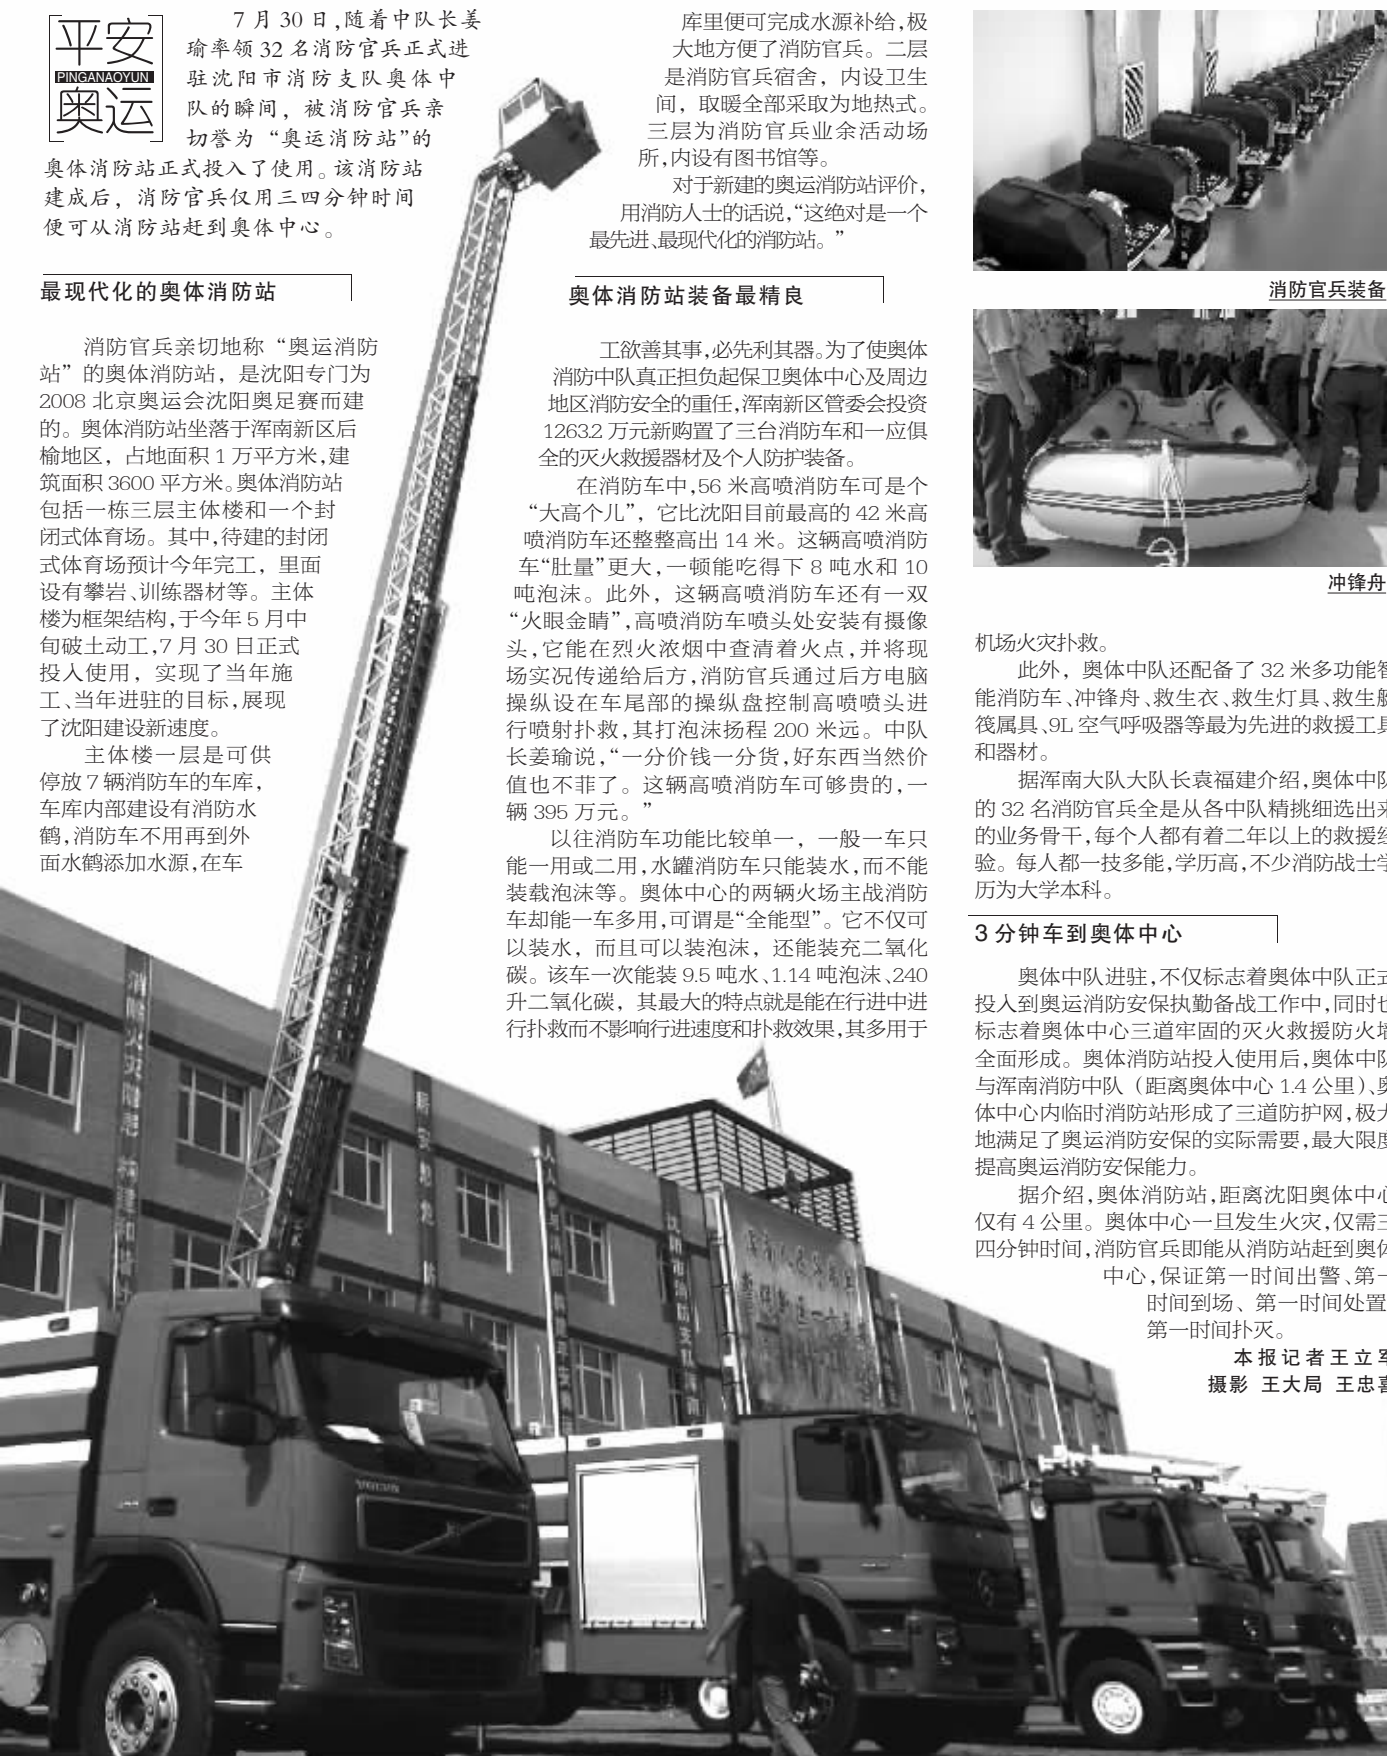 平安
PINGANAOYUN
奥运
7 月 30 日,随着中队长姜
瑜率领 32 名消防官兵正式进
驻沈阳市消防支队奥体中
队的瞬间，被消防官兵亲
切誉为“奥运消防站”的
奥体消防站正式投入了使用。该消防站
建成后，消防官兵仅用三四分钟时间
便可从消防站赶到奥体中心。
最现代化的奥体消防站
消防官兵亲切地称“奥运消防
站”的奥体消防站，是沈阳专门为
2008 北京奥运会沈阳奥足赛而建
的。奥体消防站坐落于浑南新区后
榆地区，占地面积 1 万平方米,建
筑面积 3600 平方米。奥体消防站
包括一栋三层主体楼和一个封
闭式体育场。其中,待建的封闭
式体育场预计今年完工，里面
设有攀岩、训练器材等。主体
楼为框架结构,于今年 5 月中
旬破土动工,7 月 30 日正式
投入使用，实现了当年施
工、当年进驻的目标,展现
了沈阳建设新速度。
主体楼一层是可供
停放 7 辆消防车的车库,
车库内部建设有消防水
鹤,消防车不用再到外
面水鹤添加水源,在车
库里便可完成水源补给,极
大地方便了消防官兵。二层
是消防官兵宿舍，内设卫生
间，取暖全部采取为地热式。
三层为消防官兵业余活动场
所,内设有图书馆等。
对于新建的奥运消防站评价,
用消防人士的话说,“这绝对是一个
最先进、最现代化的消防站。”
奥体消防站装备最精良
工欲善其事,必先利其器。为了使奥体
消防中队真正担负起保卫奥体中心及周边
地区消防安全的重任,浑南新区管委会投资
1263.2 万元新购置了三台消防车和一应俱
全的灭火救援器材及个人防护装备。
在消防车中,56 米高喷消防车可是个
“大高个儿”，它比沈阳目前最高的 42 米高
喷消防车还整整高出 14 米。这辆高喷消防
车“肚量”更大,一顿能吃得下 8 吨水和 10
吨泡沫。此外，这辆高喷消防车还有一双
“火眼金睛”,高喷消防车喷头处安装有摄像
头,它能在烈火浓烟中查清着火点,并将现
场实况传递给后方,消防官兵通过后方电脑
操纵设在车尾部的操纵盘控制高喷喷头进
行喷射扑救,其打泡沫扬程 200 米远。中队
长姜瑜说,“一分价钱一分货,好东西当然价
值也不菲了。这辆高喷消防车可够贵的,一
辆 395 万元。”
以往消防车功能比较单一，一般一车只
能一用或二用,水罐消防车只能装水,而不能
装载泡沫等。奥体中心的两辆火场主战消防
车却能一车多用,可谓是“全能型”。它不仅可
以装水，而且可以装泡沫，还能装充二氧化
碳。该车一次能装 9.5 吨水、1.14 吨泡沫、240
升二氧化碳，其最大的特点就是能在行进中进
行扑救而不影响行进速度和扑救效果,其多用于
消防官兵装备
冲锋舟
机场火灾扑救。
此外，奥体中队还配备了 32 米多功能智
能消防车、冲锋舟、救生衣、救生灯具、救生艇
筏属具、9L 空气呼吸器等最为先进的救援工具
和器材。
据浑南大队大队长袁福建介绍,奥体中队
的 32 名消防官兵全是从各中队精挑细选出来
的业务骨干,每个人都有着二年以上的救援经
验。每人都一技多能,学历高,不少消防战士学
历为大学本科。
3 分钟车到奥体中心
奥体中队进驻,不仅标志着奥体中队正式
投入到奥运消防安保执勤备战工作中,同时也
标志着奥体中心三道牢固的灭火救援防火墙
全面形成。奥体消防站投入使用后,奥体中队
与浑南消防中队（距离奥体中心 1.4 公里)、奥
体中心内临时消防站形成了三道防护网,极大
地满足了奥运消防安保的实际需要,最大限度
提高奥运消防安保能力。
据介绍,奥体消防站,距离沈阳奥体中心
仅有 4 公里。奥体中心一旦发生火灾,仅需三
四分钟时间,消防官兵即能从消防站赶到奥体
中心,保证第一时间出警、第一
时间到场、第一时间处置
第一时间扑灭。
本报记者王立军
摄影 王大局 王忠喜
VOLVO